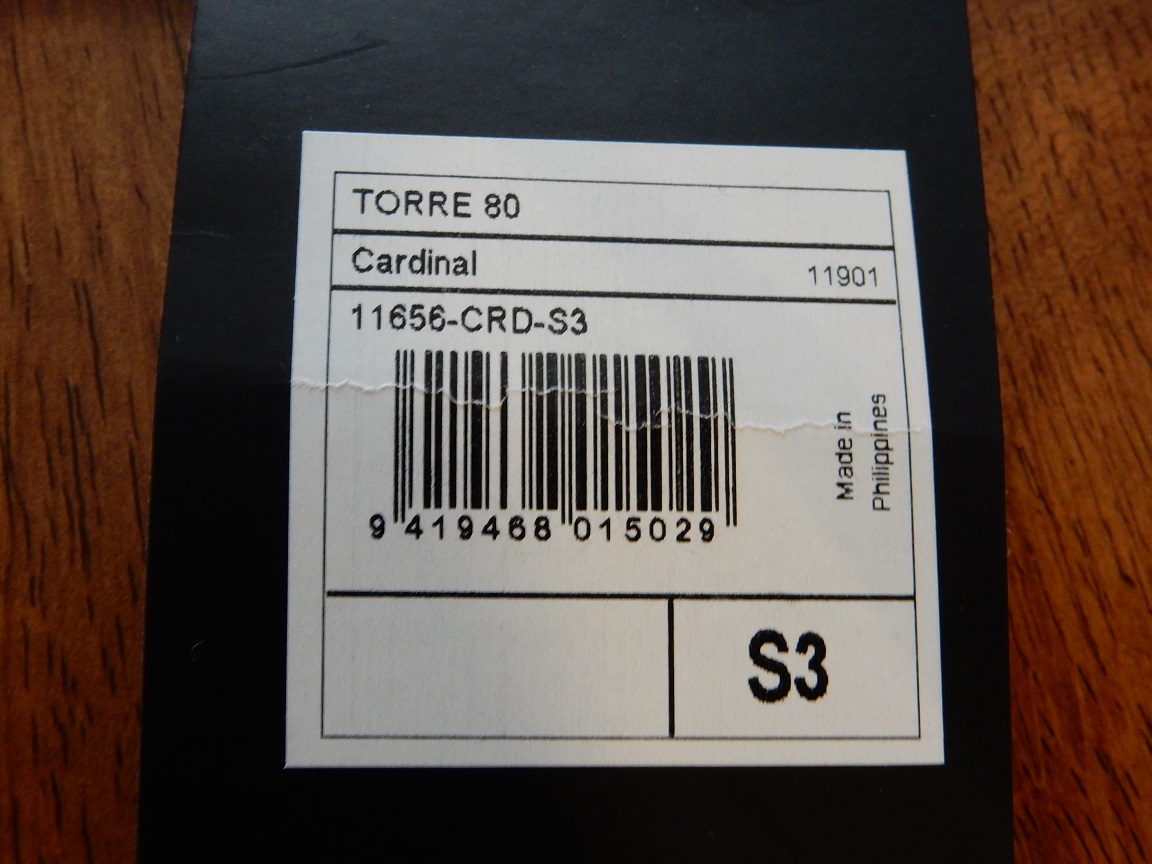 TORRE 80
Cardinal
11901
11656-CRD-S3
9 419468 015029
Made in
Philippines
S3